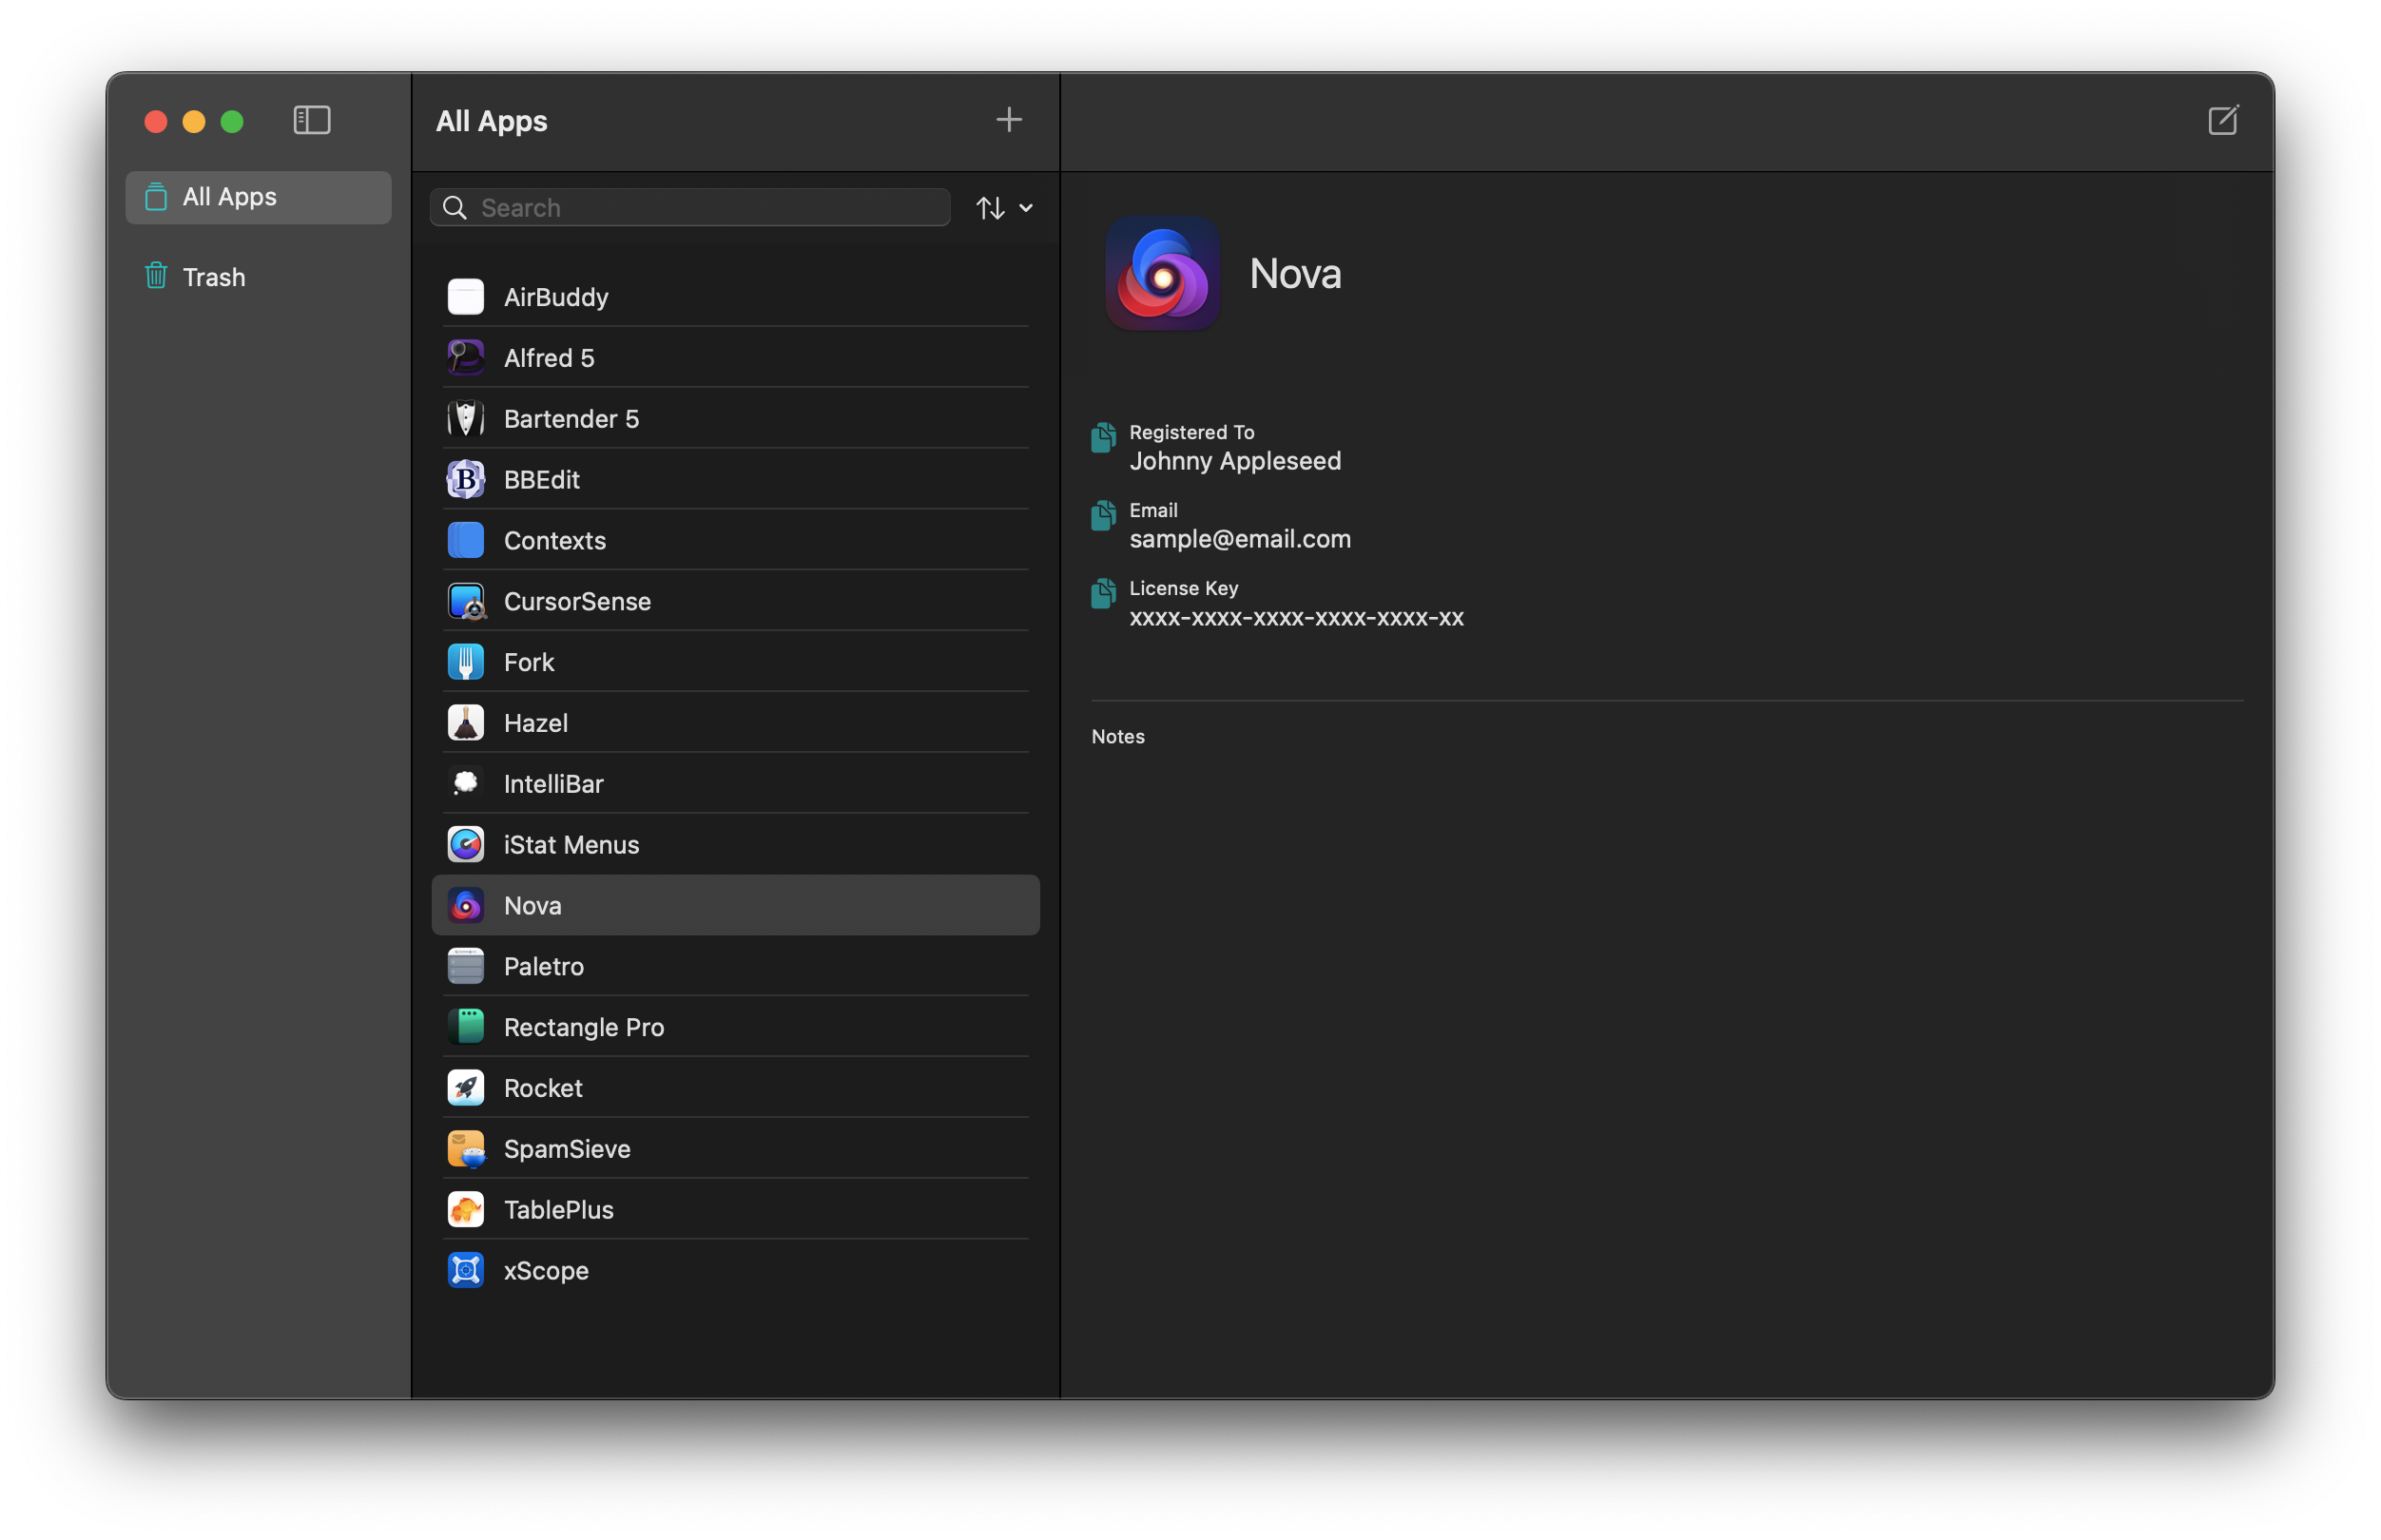 All Apps
Trash
All Apps
Search
AirBuddy
Alfred 5
Bartender 5
B
BBEdit
Contexts
CursorSense
Fork
Hazel
IntelliBar
iStat Menus
Nova
Paletro
Rectangle Pro
Rocket
SpamSieve
TablePlus
xScope
Nova
Registered To
Johnny Appleseed
Email
sample@email.com
License Key
xxxx-xxxx-xxxx-xxxx-xxxx-xx
Notes